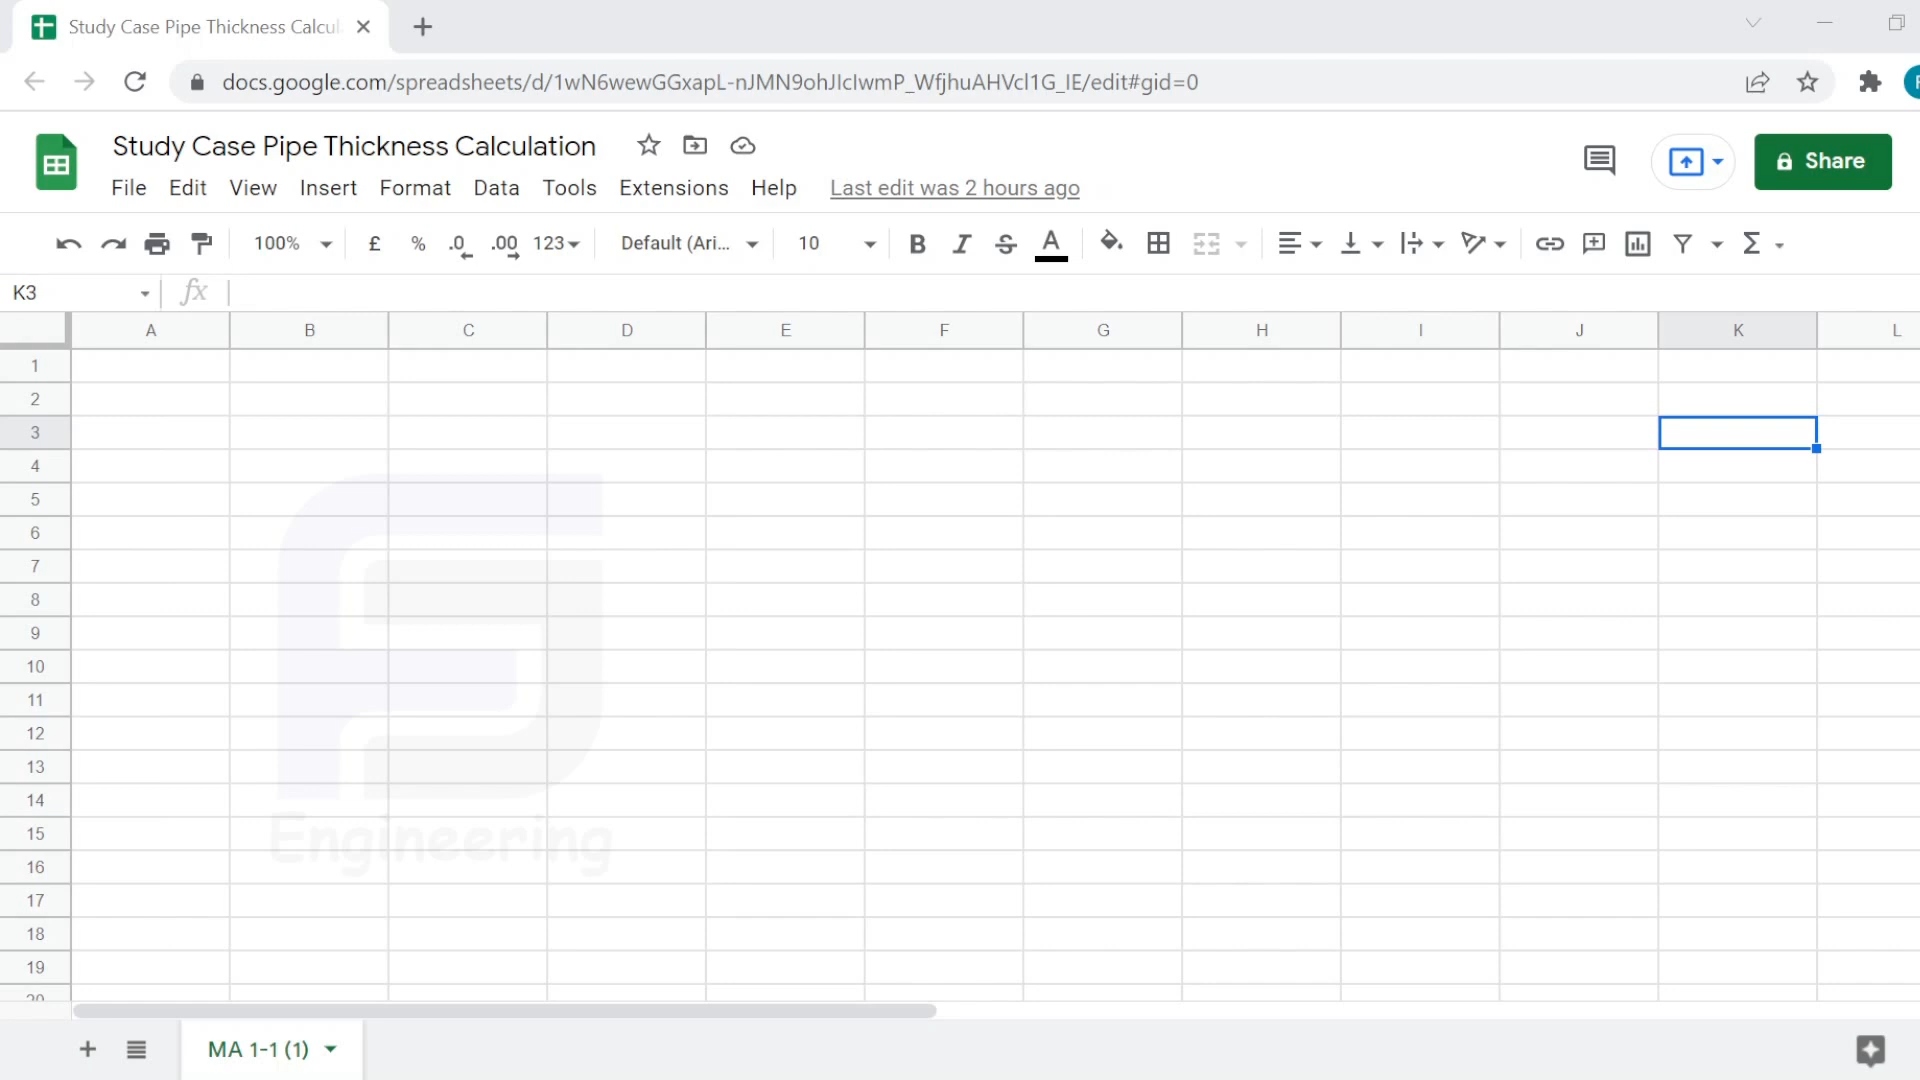 Study Case Pipe Thickness Calcul
docs.google.com/spreadsheets/d/1wN6wewGGxapL-nJMN9ohJIcIwmP_WfjhuAHVcl1G_IE/edit#gid=0
Study Case Pipe Thickness Calculation
File Edit View Insert Format Data Tools Extensions Help Last edit was 2 hours ago
Share
100% £ % .0 .00 123 Default (Ari... 10 B I S A
K3 fx
A B C D E F G H I J K L
1
2
3
4
5
6
7
8
9
10
11
12
13
14
15
16
17
18
19
20
Engineering
MA 1-1 (1)